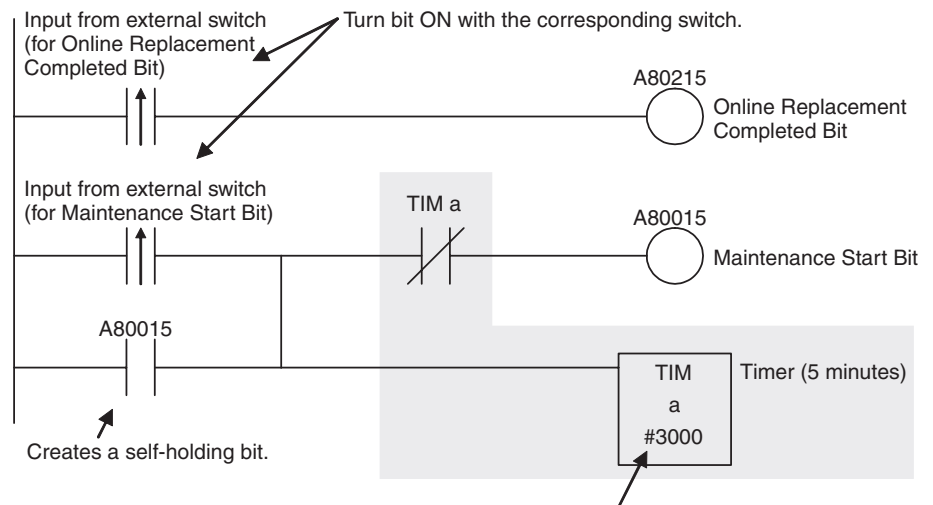 Input from external switch
(for Online Replacement
Completed Bit)
Turn bit ON with the corresponding switch.
A80215
Online Replacement
Completed Bit
Input from external switch
(for Maintenance Start Bit)
TIM a
A80015
Maintenance Start Bit
A80015
TIM
a
#3000
Timer (5 minutes)
Creates a self-holding bit.